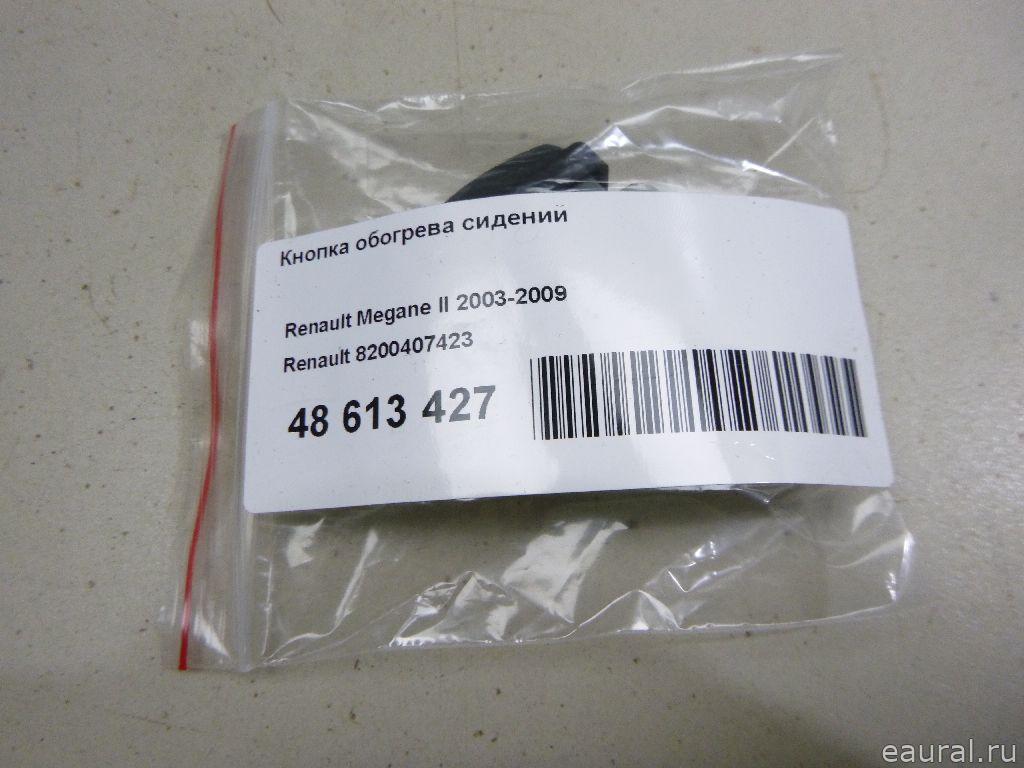 Кнопка обогрева сидений
Renault Megane II 2003-2009
Renault 8200407423
48 613 427
eaural.ru